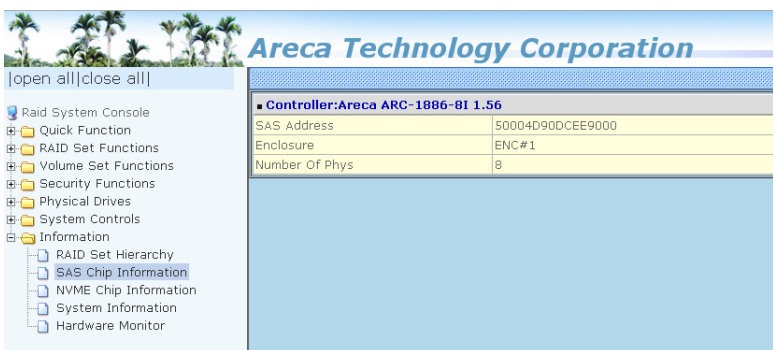 Areca Technology Corporation
|open all|close all|
Raid System Console
Quick Function
RAID Set Functions
Volume Set Functions
Security Functions
Physical Drives
System Controls
Information
RAID Set Hierarchy
SAS Chip Information
NVME Chip Information
System Information
Hardware Monitor
Controller:Areca ARC-1886-8I 1.56
SAS Address 50004D90DCEE9000
Enclosure ENC#1
Number Of Phys 8